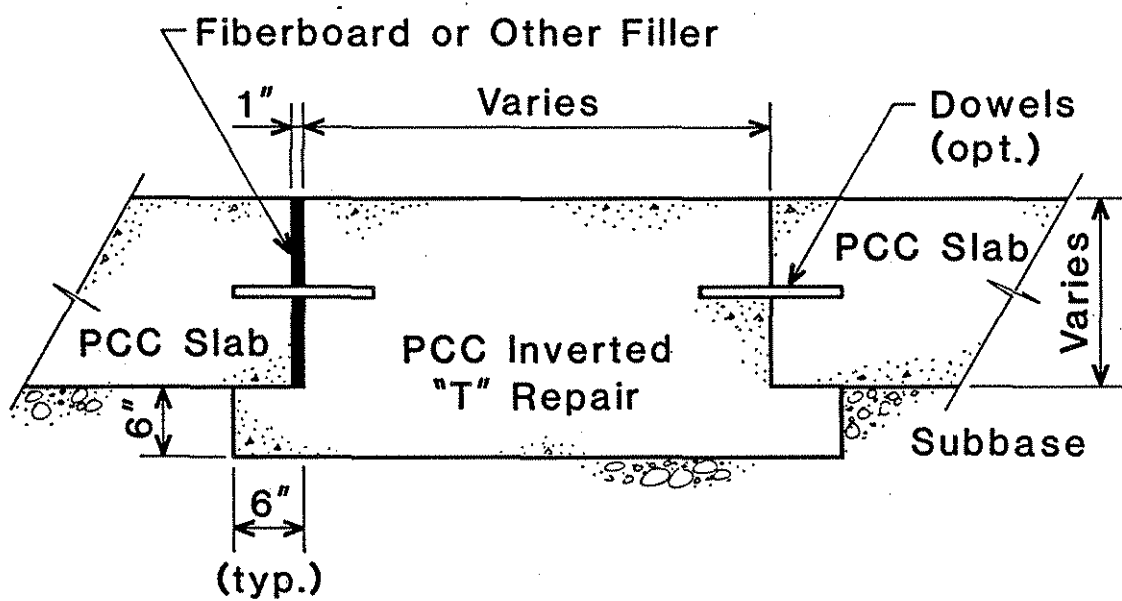 Fiberboard or Other Filler
1"
Varies
Dowels
(opt.)
PCC Slab
Varies
PCC Slab
PCC Inverted
"T" Repair
6"
Subbase
6"
(typ.)